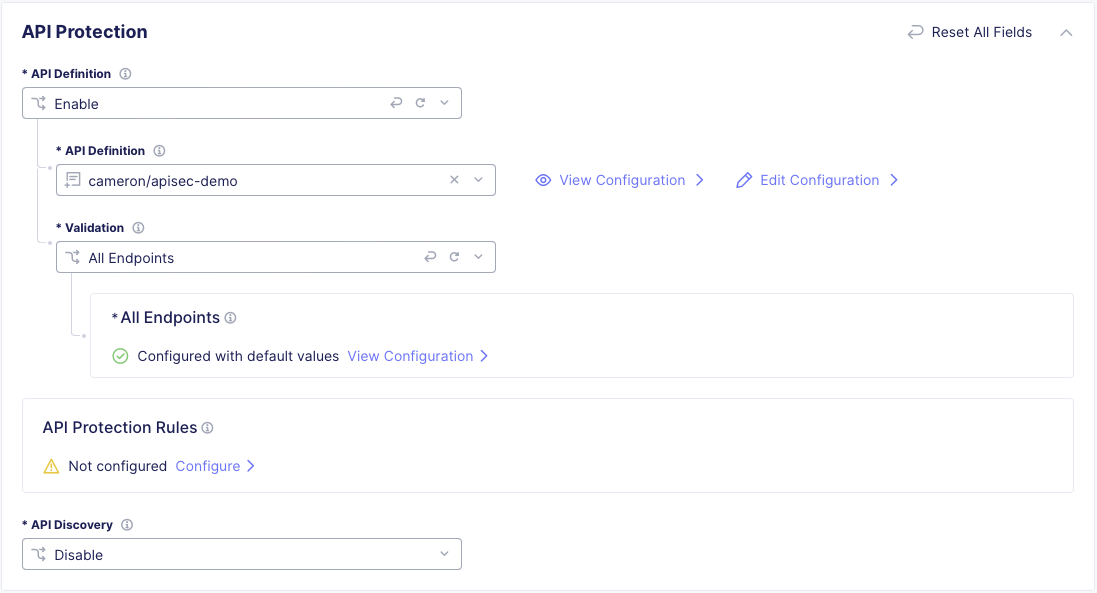 API Protection
Reset All Fields
* API Definition
Enable
* API Definition
cameron/apisec-demo
View Configuration
Edit Configuration
* Validation
All Endpoints
* All Endpoints
Configured with default values View Configuration
API Protection Rules
Not configured Configure
* API Discovery
Disable